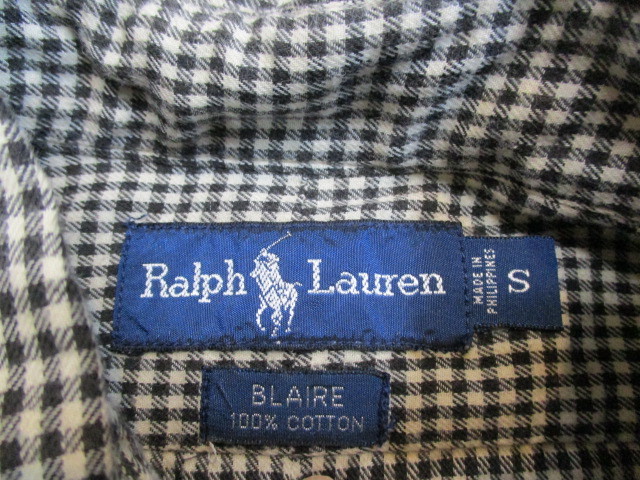 Ralph Lauren
MADE IN
PHILIPPINES
S
BLAIRE
100% COTTON